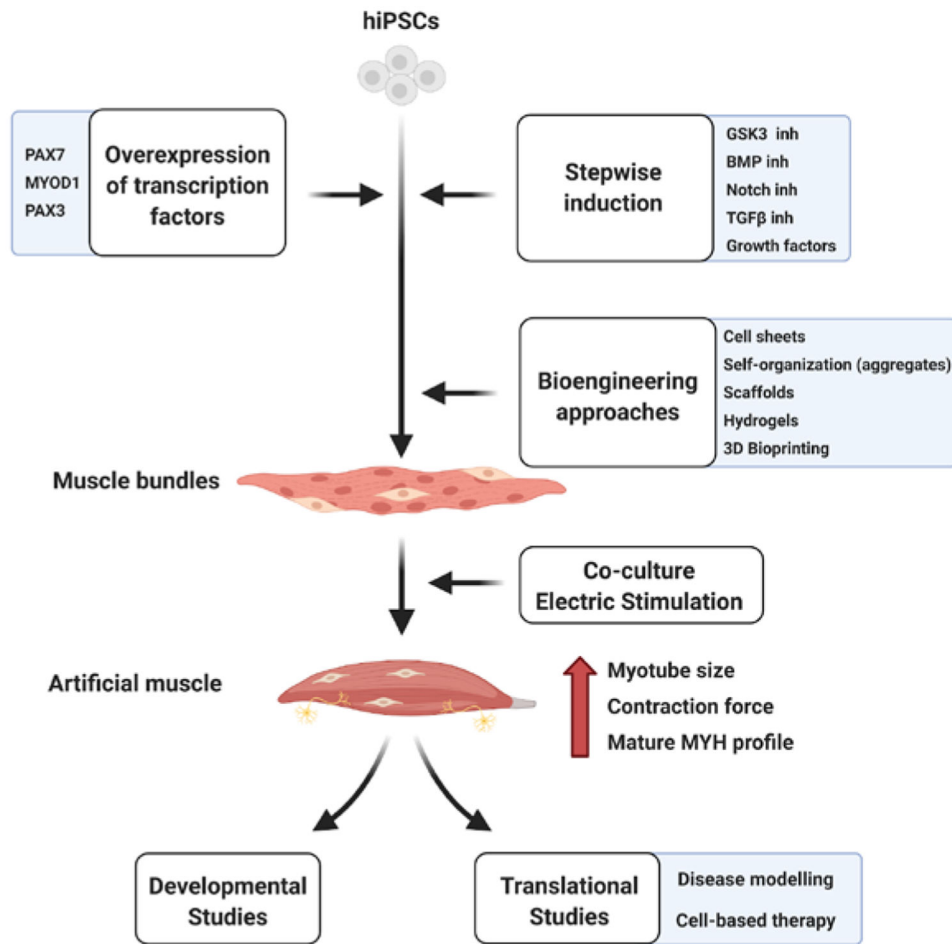 hiPSCs
PAX7
MYOD1
PAX3
Overexpression
of transcription
factors
Stepwise
induction
GSK3 inh
BMP inh
Notch inh
TGFβ inh
Growth factors
Bioengineering
approaches
Cell sheets
Self-organization (aggregates)
Scaffolds
Hydrogels
3D Bioprinting
Muscle bundles
Co-culture
Electric Stimulation
Artificial muscle
Myotube size
Contraction force
Mature MYH profile
Developmental
Studies
Translational
Studies
Disease modelling
Cell-based therapy